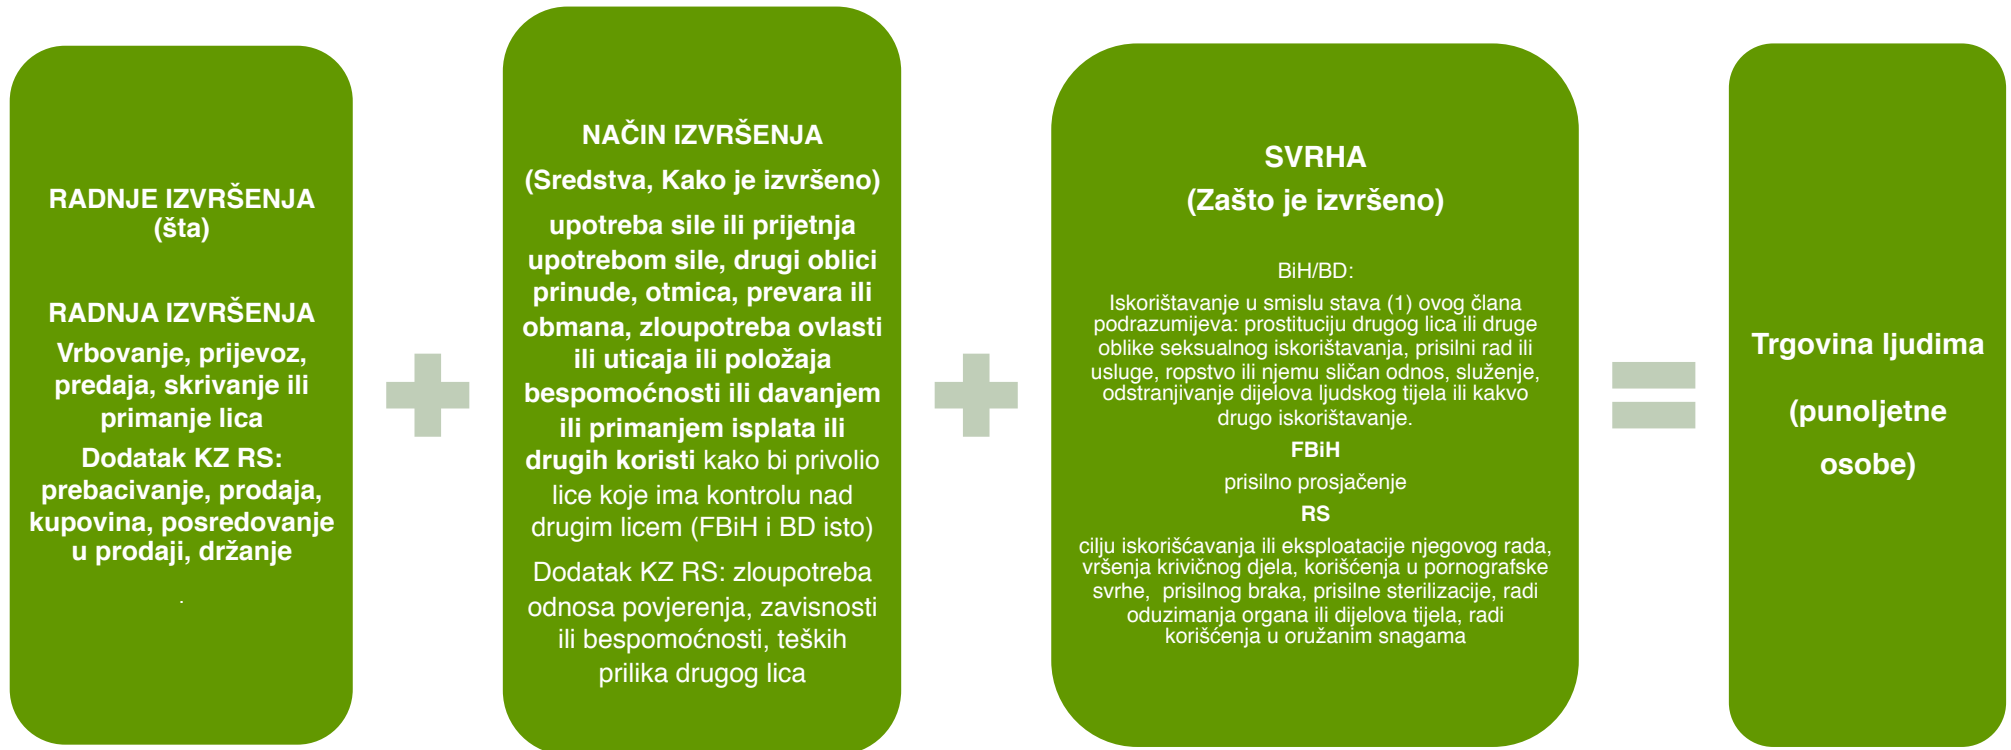 RADNJE IZVRŠENJA
(šta)
RADNJA IZVRŠENJA
Vrbovanje, prijevoz,
predaja, skrivanje ili
primanje lica
Dodatak KZ RS:
prebacivanje, prodaja,
kupovina, posredovanje
u prodaji, držanje
.
NAČIN IZVRŠENJA
(Sredstva, Kako je izvršeno)
upotreba sile ili prijetnja
upotrebom sile, drugi oblici
prinude, otmica, prevara ili
obmana, zloupotreba ovlasti
ili uticaja ili položaja
bespomoćnosti ili davanjem
ili primanjem isplata ili
drugih koristi kako bi privolio
lice koje ima kontrolu nad
drugim licem (FBiH i BD isto)
Dodatak KZ RS: zloupotreba
odnosa povjerenja, zavisnosti
ili bespomoćnosti, teških
prilika drugog lica
SVRHA
(Zašto je izvršeno)
BiH/BD:
Iskorištavanje u smislu stava (1) ovog člana
podrazumijeva: prostituciju drugog lica ili druge
oblike seksualnog iskorištavanja, prisilni rad ili
usluge, ropstvo ili njemu sličan odnos, služenje,
odstranjivanje dijelova ljudskog tijela ili kakvo
drugo iskorištavanje.
FBiH
prisilno prosjačenje
RS
cilju iskorišćavanja ili eksploatacije njegovog rada,
vršenja krivičnog djela, korišćenja u pornografske
svrhe, prisilnog braka, prisilne sterilizacije, radi
oduzimanja organa ili dijelova tijela, radi
korišćenja u oružanim snagama
Trgovina ljudima
(punoljetne
osobe)